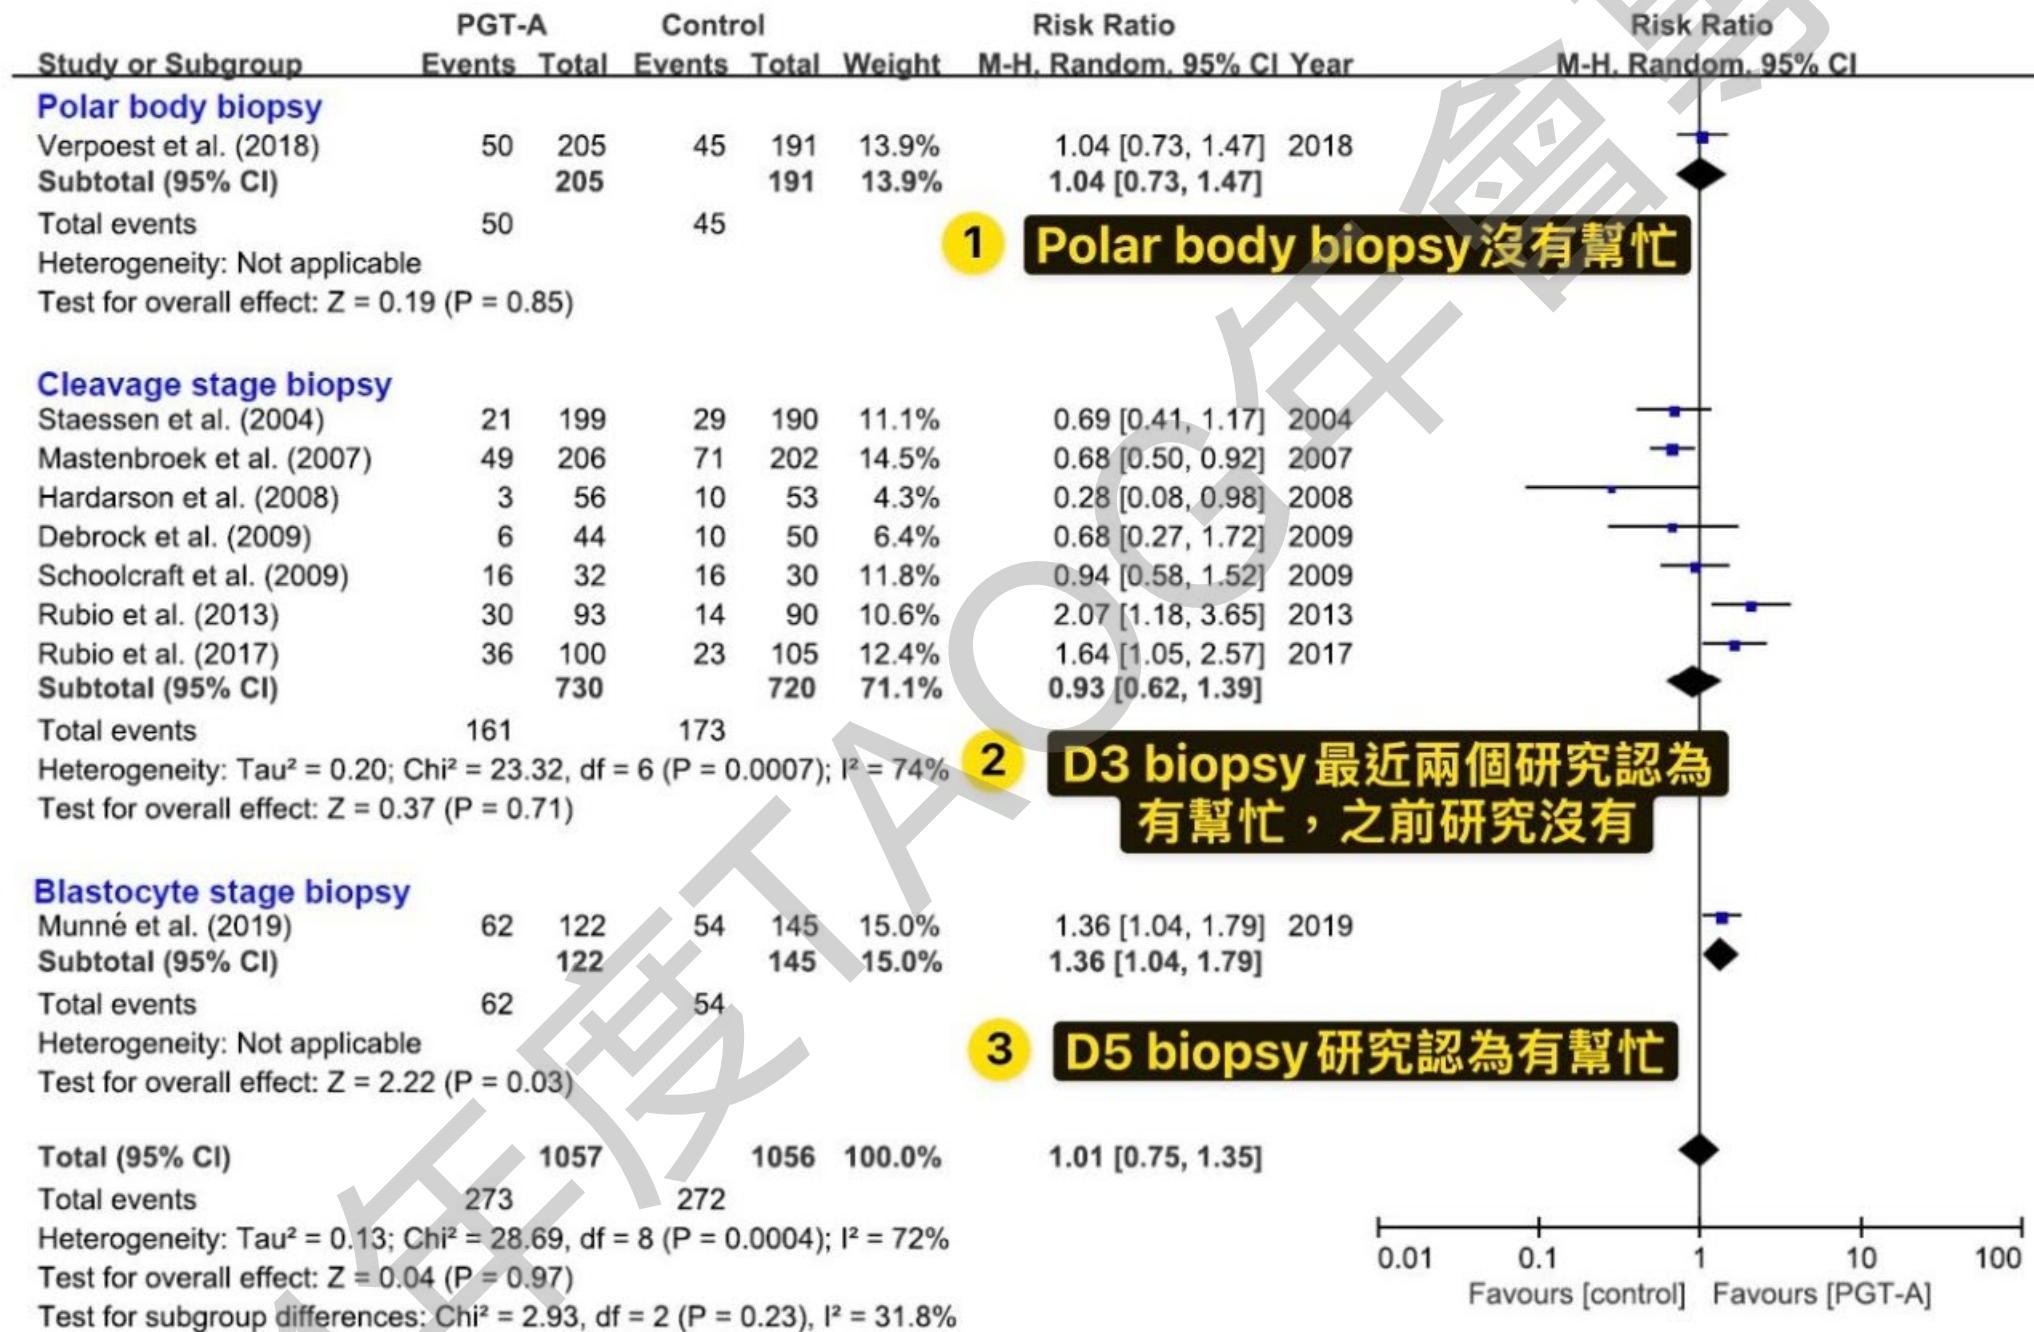 PGT-A Control Risk Ratio Risk Ratio
Study or Subgroup Events Total Events Total Weight M-H. Random. 95% CI Year M-H. Random. 95% CI
Polar body biopsy
Verpoest et al. (2018) 50 205 45 191 13.9% 1.04 [0.73, 1.47] 2018
Subtotal (95% CI) 205 191 13.9% 1.04 [0.73, 1.47]
Total events 50 45
1 Polar body biopsy沒有幫忙
Heterogeneity: Not applicable
Test for overall effect: Z = 0.19 (P = 0.85)
Cleavage stage biopsy
Staessen et al. (2004) 21 199 29 190 11.1% 0.69 [0.41, 1.17] 2004
Mastenbroek et al. (2007) 49 206 71 202 14.5% 0.68 [0.50, 0.92] 2007
Hardarson et al. (2008) 3 56 10 53 4.3% 0.28 [0.08, 0.98] 2008
Debrock et al. (2009) 6 44 10 50 6.4% 0.68 [0.27, 1.72] 2009
Schoolcraft et al. (2009) 16 32 16 30 11.8% 0.94 [0.58, 1.52] 2009
Rubio et al. (2013) 30 93 14 90 10.6% 2.07 [1.18, 3.65] 2013
Rubio et al. (2017) 36 100 23 105 12.4% 1.64 [1.05, 2.57] 2017
Subtotal (95% CI) 730 720 71.1% 0.93 [0.62, 1.39]
Total events 161 173
Heterogeneity: Tau² = 0.20; Chi² = 23.32, df = 6 (P = 0.0007); I² = 74%
2 D3 biopsy最近兩個研究認為
有幫忙，之前研究沒有
Test for overall effect: Z = 0.37 (P = 0.71)
Blastocyte stage biopsy
Munné et al. (2019) 62 122 54 145 15.0% 1.36 [1.04, 1.79] 2019
Subtotal (95% CI) 122 145 15.0% 1.36 [1.04, 1.79]
Total events 62 54
Heterogeneity: Not applicable
3 D5 biopsy研究認為有幫忙
Test for overall effect: Z = 2.22 (P = 0.03)
Total (95% CI) 1057 1056 100.0% 1.01 [0.75, 1.35]
Total events 273 272
Heterogeneity: Tau² = 0.13; Chi² = 28.69, df = 8 (P = 0.0004); I² = 72%
Test for overall effect: Z = 0.04 (P = 0.97)
Test for subgroup differences: Chi² = 2.93, df = 2 (P = 0.23), I² = 31.8%
0.01 0.1 1 10 100
Favours [control] Favours [PGT-A]
年度TAOG年會